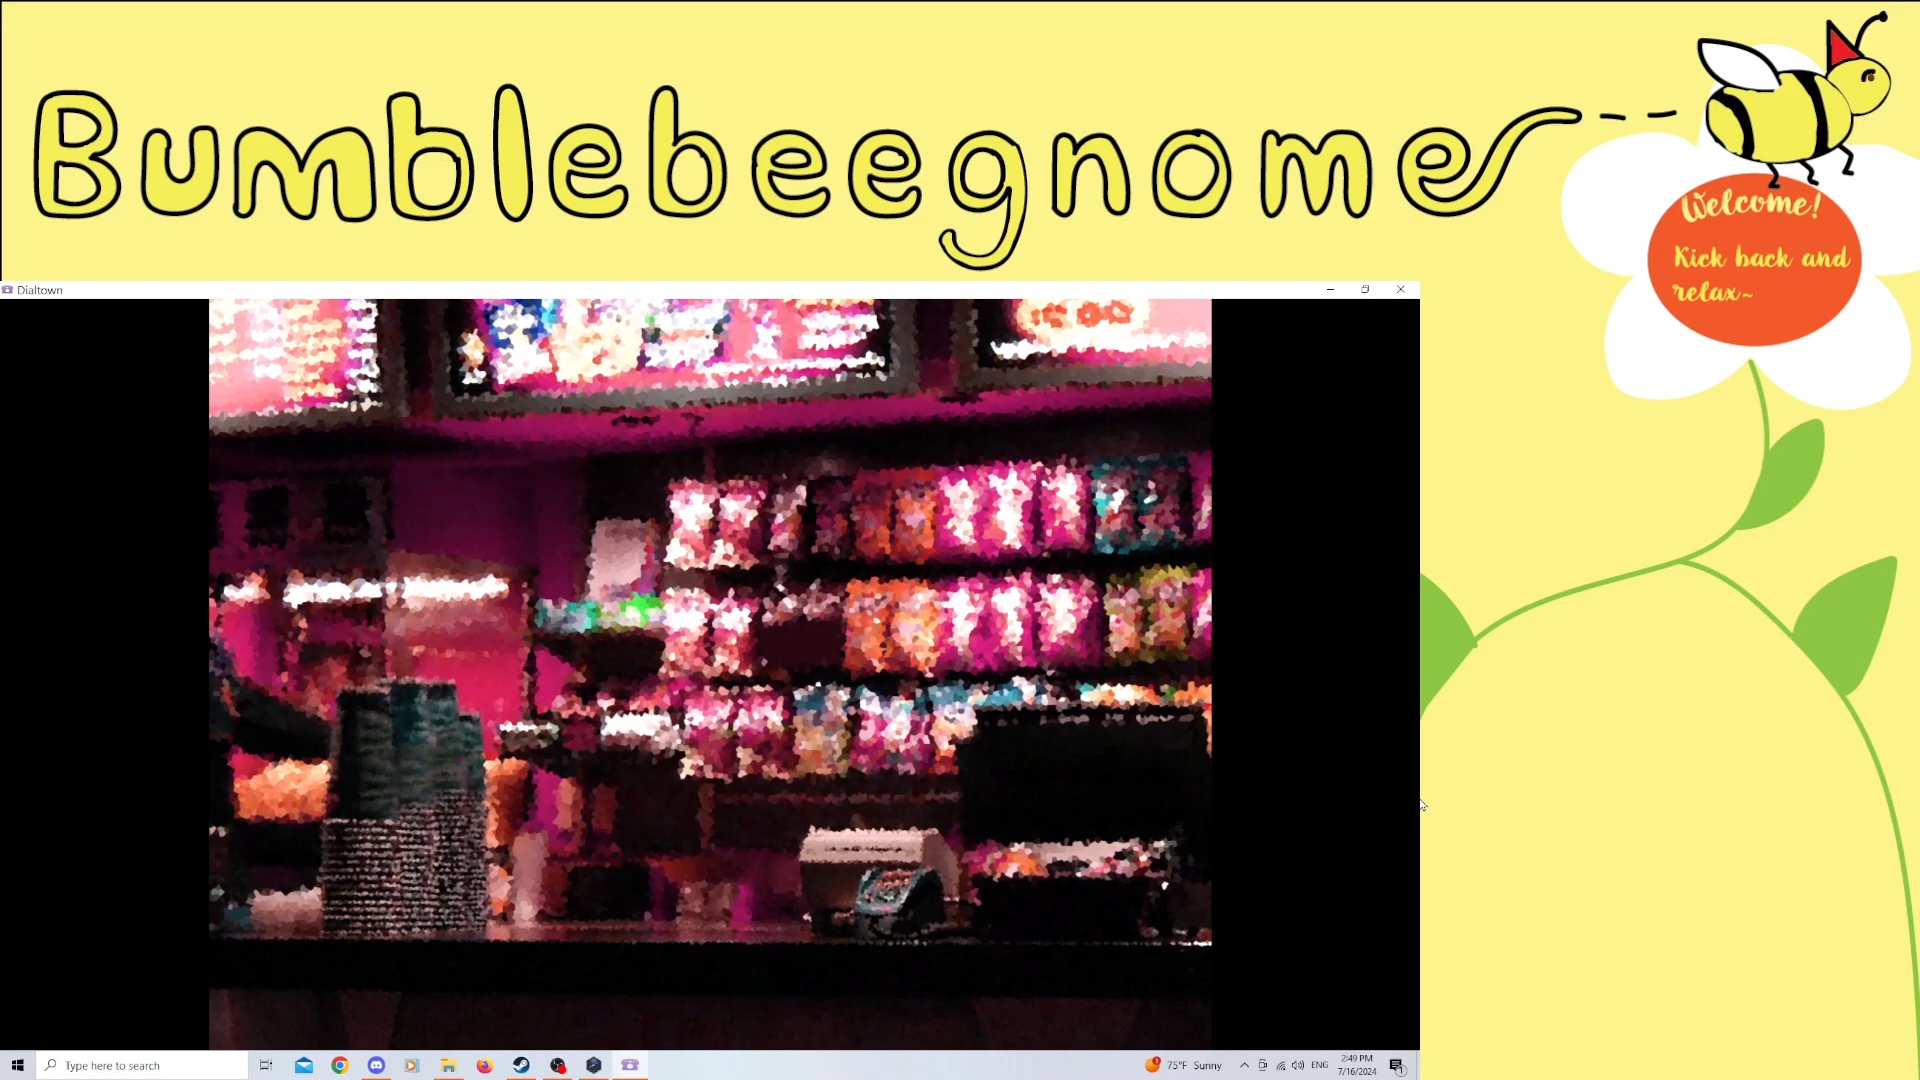 Bumblebeegnome
Welcome!
Kick back and
relax~
Dialtown
Type here to search
75°F Sunny
ENG
2:49 PM
7/16/2024